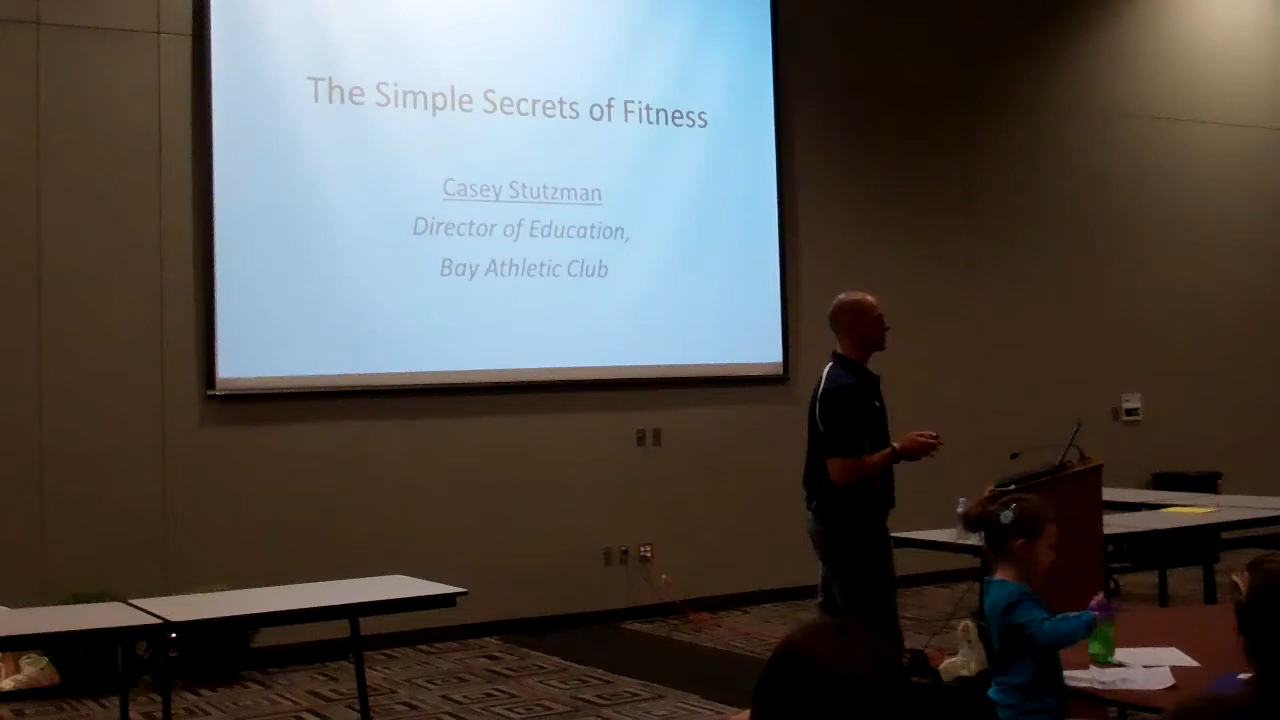 The Simple Secrets of Fitness
Casey Stutzman
Director of Education,
Bay Athletic Club